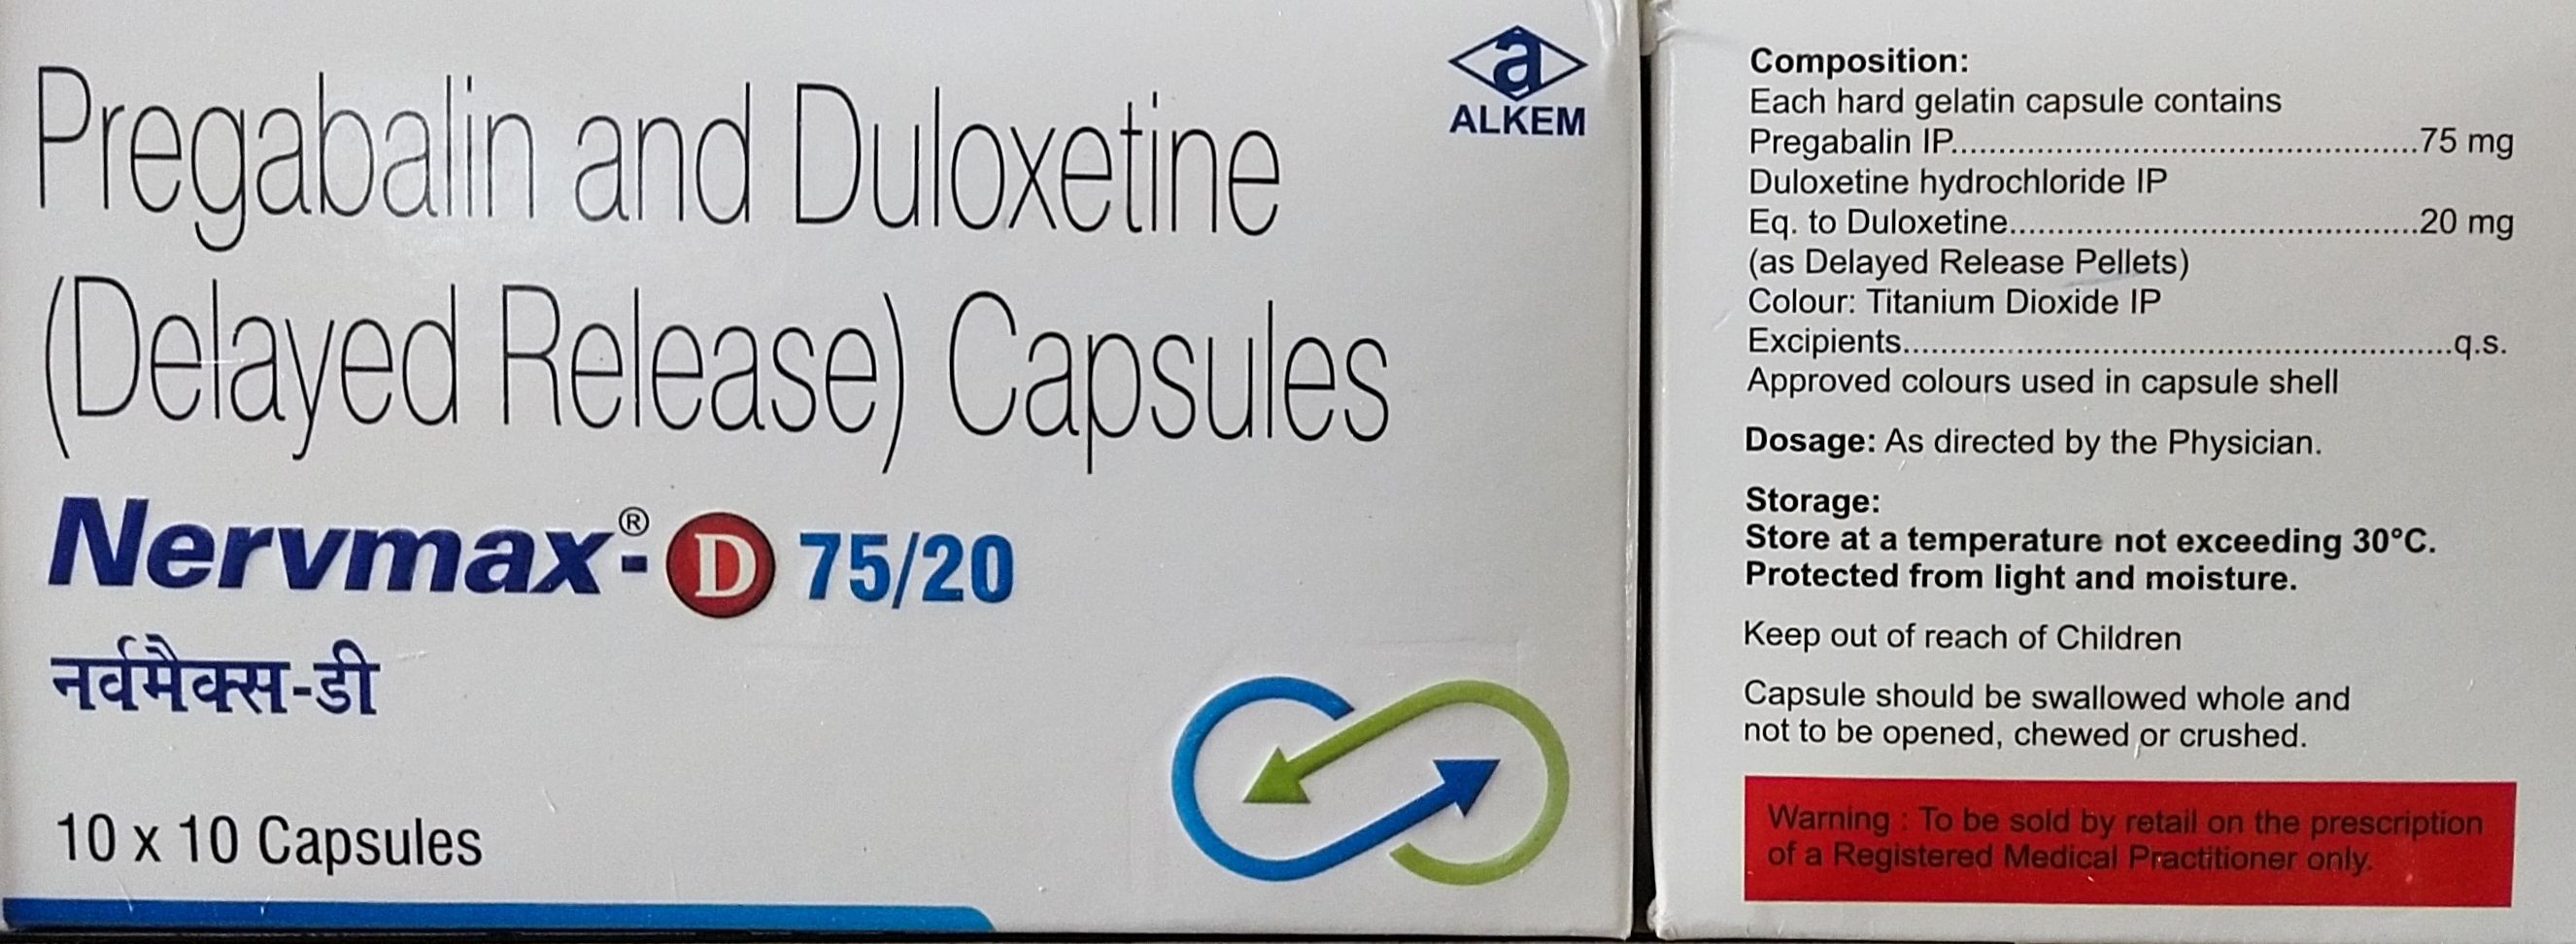 Pregabalin and Duloxetine
(Delayed Release) Capsules
a
ALKEM
Nervmax®-D 75/20
नर्वमैक्स-डी
10 x 10 Capsules
Composition:
Each hard gelatin capsule contains
Pregabalin IP....................................................75 mg
Duloxetine hydrochloride IP
Eq. to Duloxetine..............................................20 mg
(as Delayed Release Pellets)
Colour: Titanium Dioxide IP
Excipients.............................................................q.s.
Approved colours used in capsule shell
Dosage: As directed by the Physician.
Storage:
Store at a temperature not exceeding 30°C.
Protected from light and moisture.
Keep out of reach of Children
Capsule should be swallowed whole and
not to be opened, chewed or crushed.
Warning : To be sold by retail on the prescription
of a Registered Medical Practitioner only.